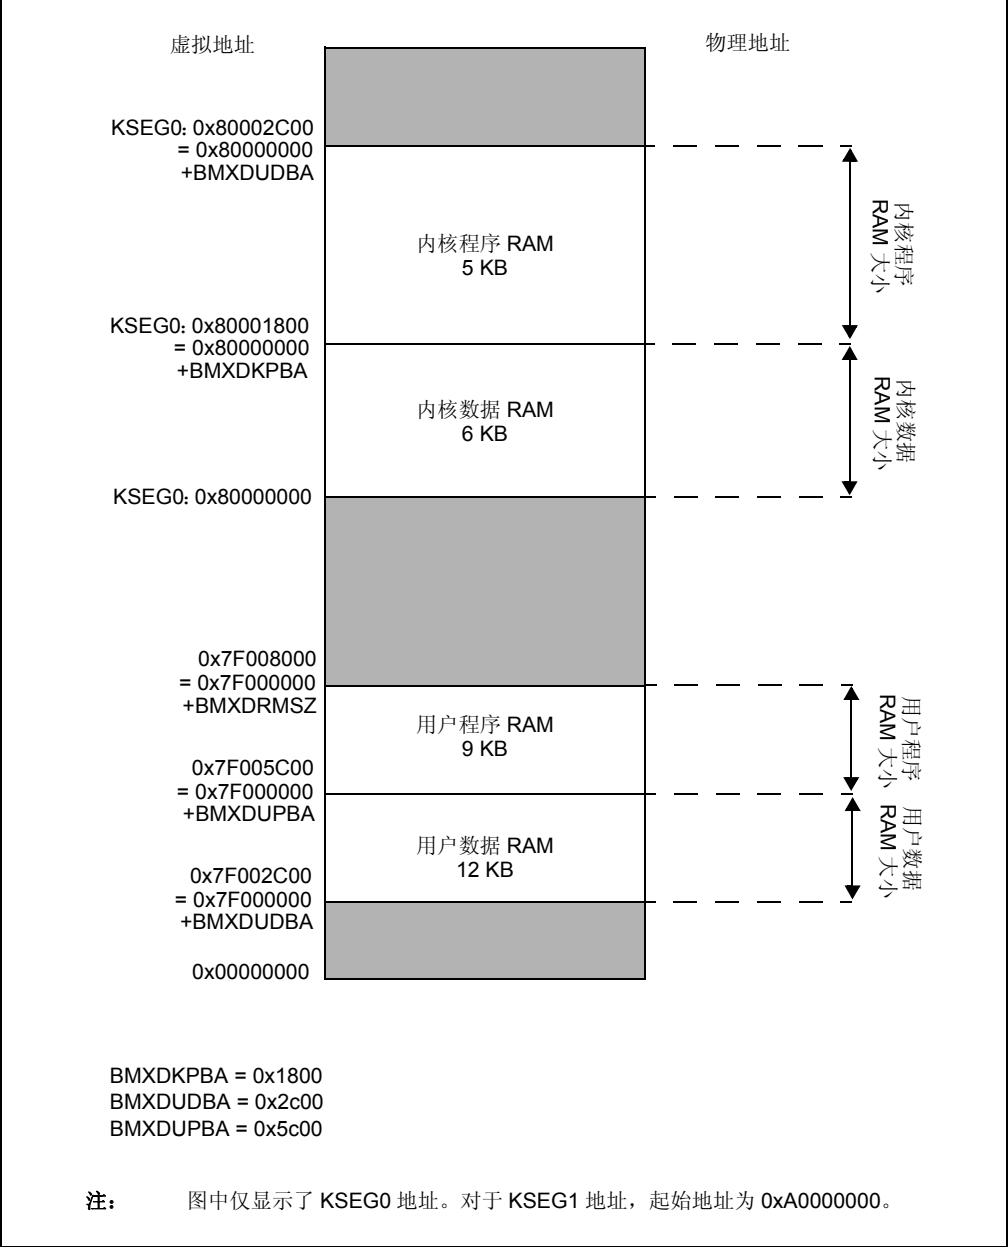 虚拟地址
物理地址
KSEG0：0x80002C00
= 0x80000000
+BMXDUDBA
内核程序 RAM
5 KB
内核程序
RAM 大小
KSEG0：0x80001800
= 0x80000000
+BMXDKPBA
内核数据 RAM
6 KB
内核数据
RAM 大小
KSEG0：0x80000000
0x7F008000
= 0x7F000000
+BMXDRMSZ
用户程序 RAM
9 KB
用户程序
RAM 大小
0x7F005C00
= 0x7F000000
+BMXDUPBA
用户数据 RAM
12 KB
用户数据
RAM 大小
0x7F002C00
= 0x7F000000
+BMXDUDBA
0x00000000
BMXDKPBA = 0x1800
BMXDUDBA = 0x2c00
BMXDUPBA = 0x5c00
注： 图中仅显示了 KSEG0 地址。对于 KSEG1 地址，起始地址为 0xA0000000。